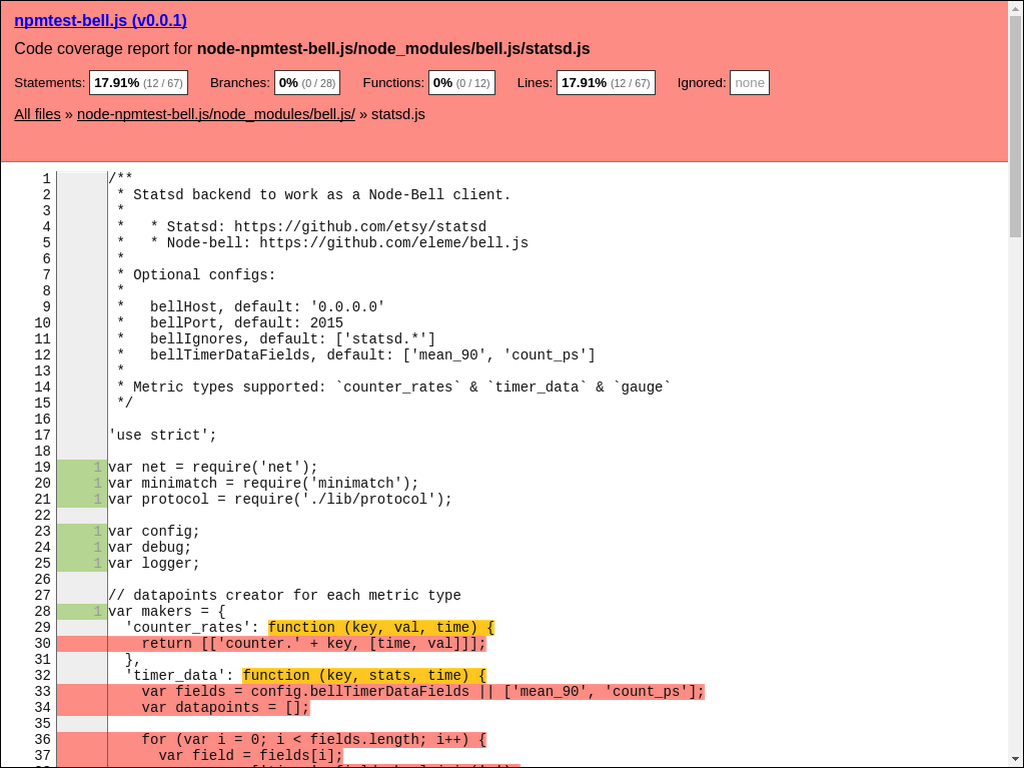 npmtest-bell.js (v0.0.1)
Code coverage report for node-npmtest-bell.js/node_modules/bell.js/statsd.js
Statements: 17.91% (12 / 67) Branches: 0% (0 / 28) Functions: 0% (0 / 12) Lines: 17.91% (12 / 67) Ignored: none
All files » node-npmtest-bell.js/node_modules/bell.js/ » statsd.js
1 /**
2  * Statsd backend to work as a Node-Bell client.
3  *
4  *   * Statsd: https://github.com/etsy/statsd
5  *   * Node-bell: https://github.com/eleme/bell.js
6  *
7  * Optional configs:
8  *
9  *   bellHost, default: '0.0.0.0'
10  *   bellPort, default: 2015
11  *   bellIgnores, default: ['statsd.*']
12  *   bellTimerDataFields, default: ['mean_90', 'count_ps']
13  *
14  * Metric types supported: `counter_rates` & `timer_data` & `gauge`
15  */
16
17 'use strict';
18
19 1 var net = require('net');
20 1 var minimatch = require('minimatch');
21 1 var protocol = require('./lib/protocol');
22
23 1 var config;
24 1 var debug;
25 1 var logger;
26
27 // datapoints creator for each metric type
28 1 var makers = {
29   'counter_rates': function (key, val, time) {
30     return [['counter.' + key, [time, val]]];
31   },
32   'timer_data': function (key, stats, time) {
33     var fields = config.bellTimerDataFields || ['mean_90', 'count_ps'];
34     var datapoints = [];
35
36     for (var i = 0; i < fields.length; i++) {
37       var field = fields[i];